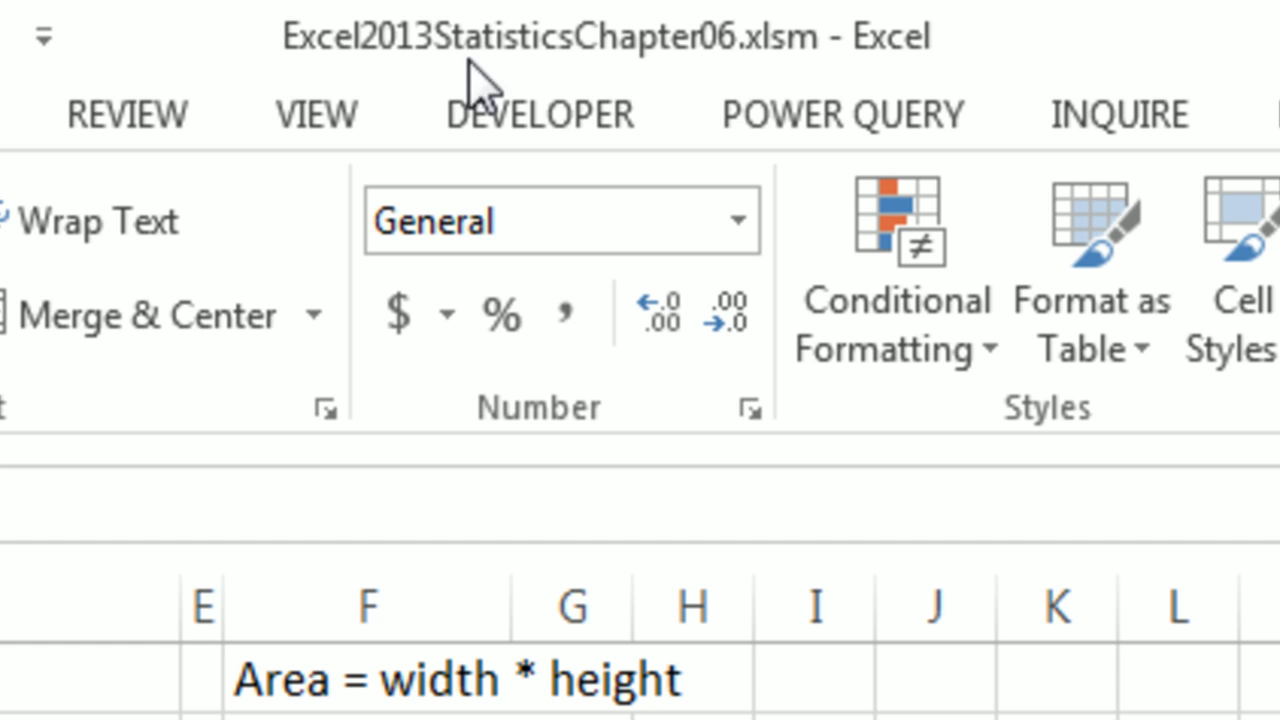 Excel2013StatisticsChapter06.xlsm - Excel
REVIEW VIEW DEVELOPER POWER QUERY INQUIRE
Wrap Text General
$ % , ←.0 .00 .00 →.0
Merge & Center
Conditional Formatting Format as Table Cell Styles
Number Styles
E F G H I J K L
Area = width * height